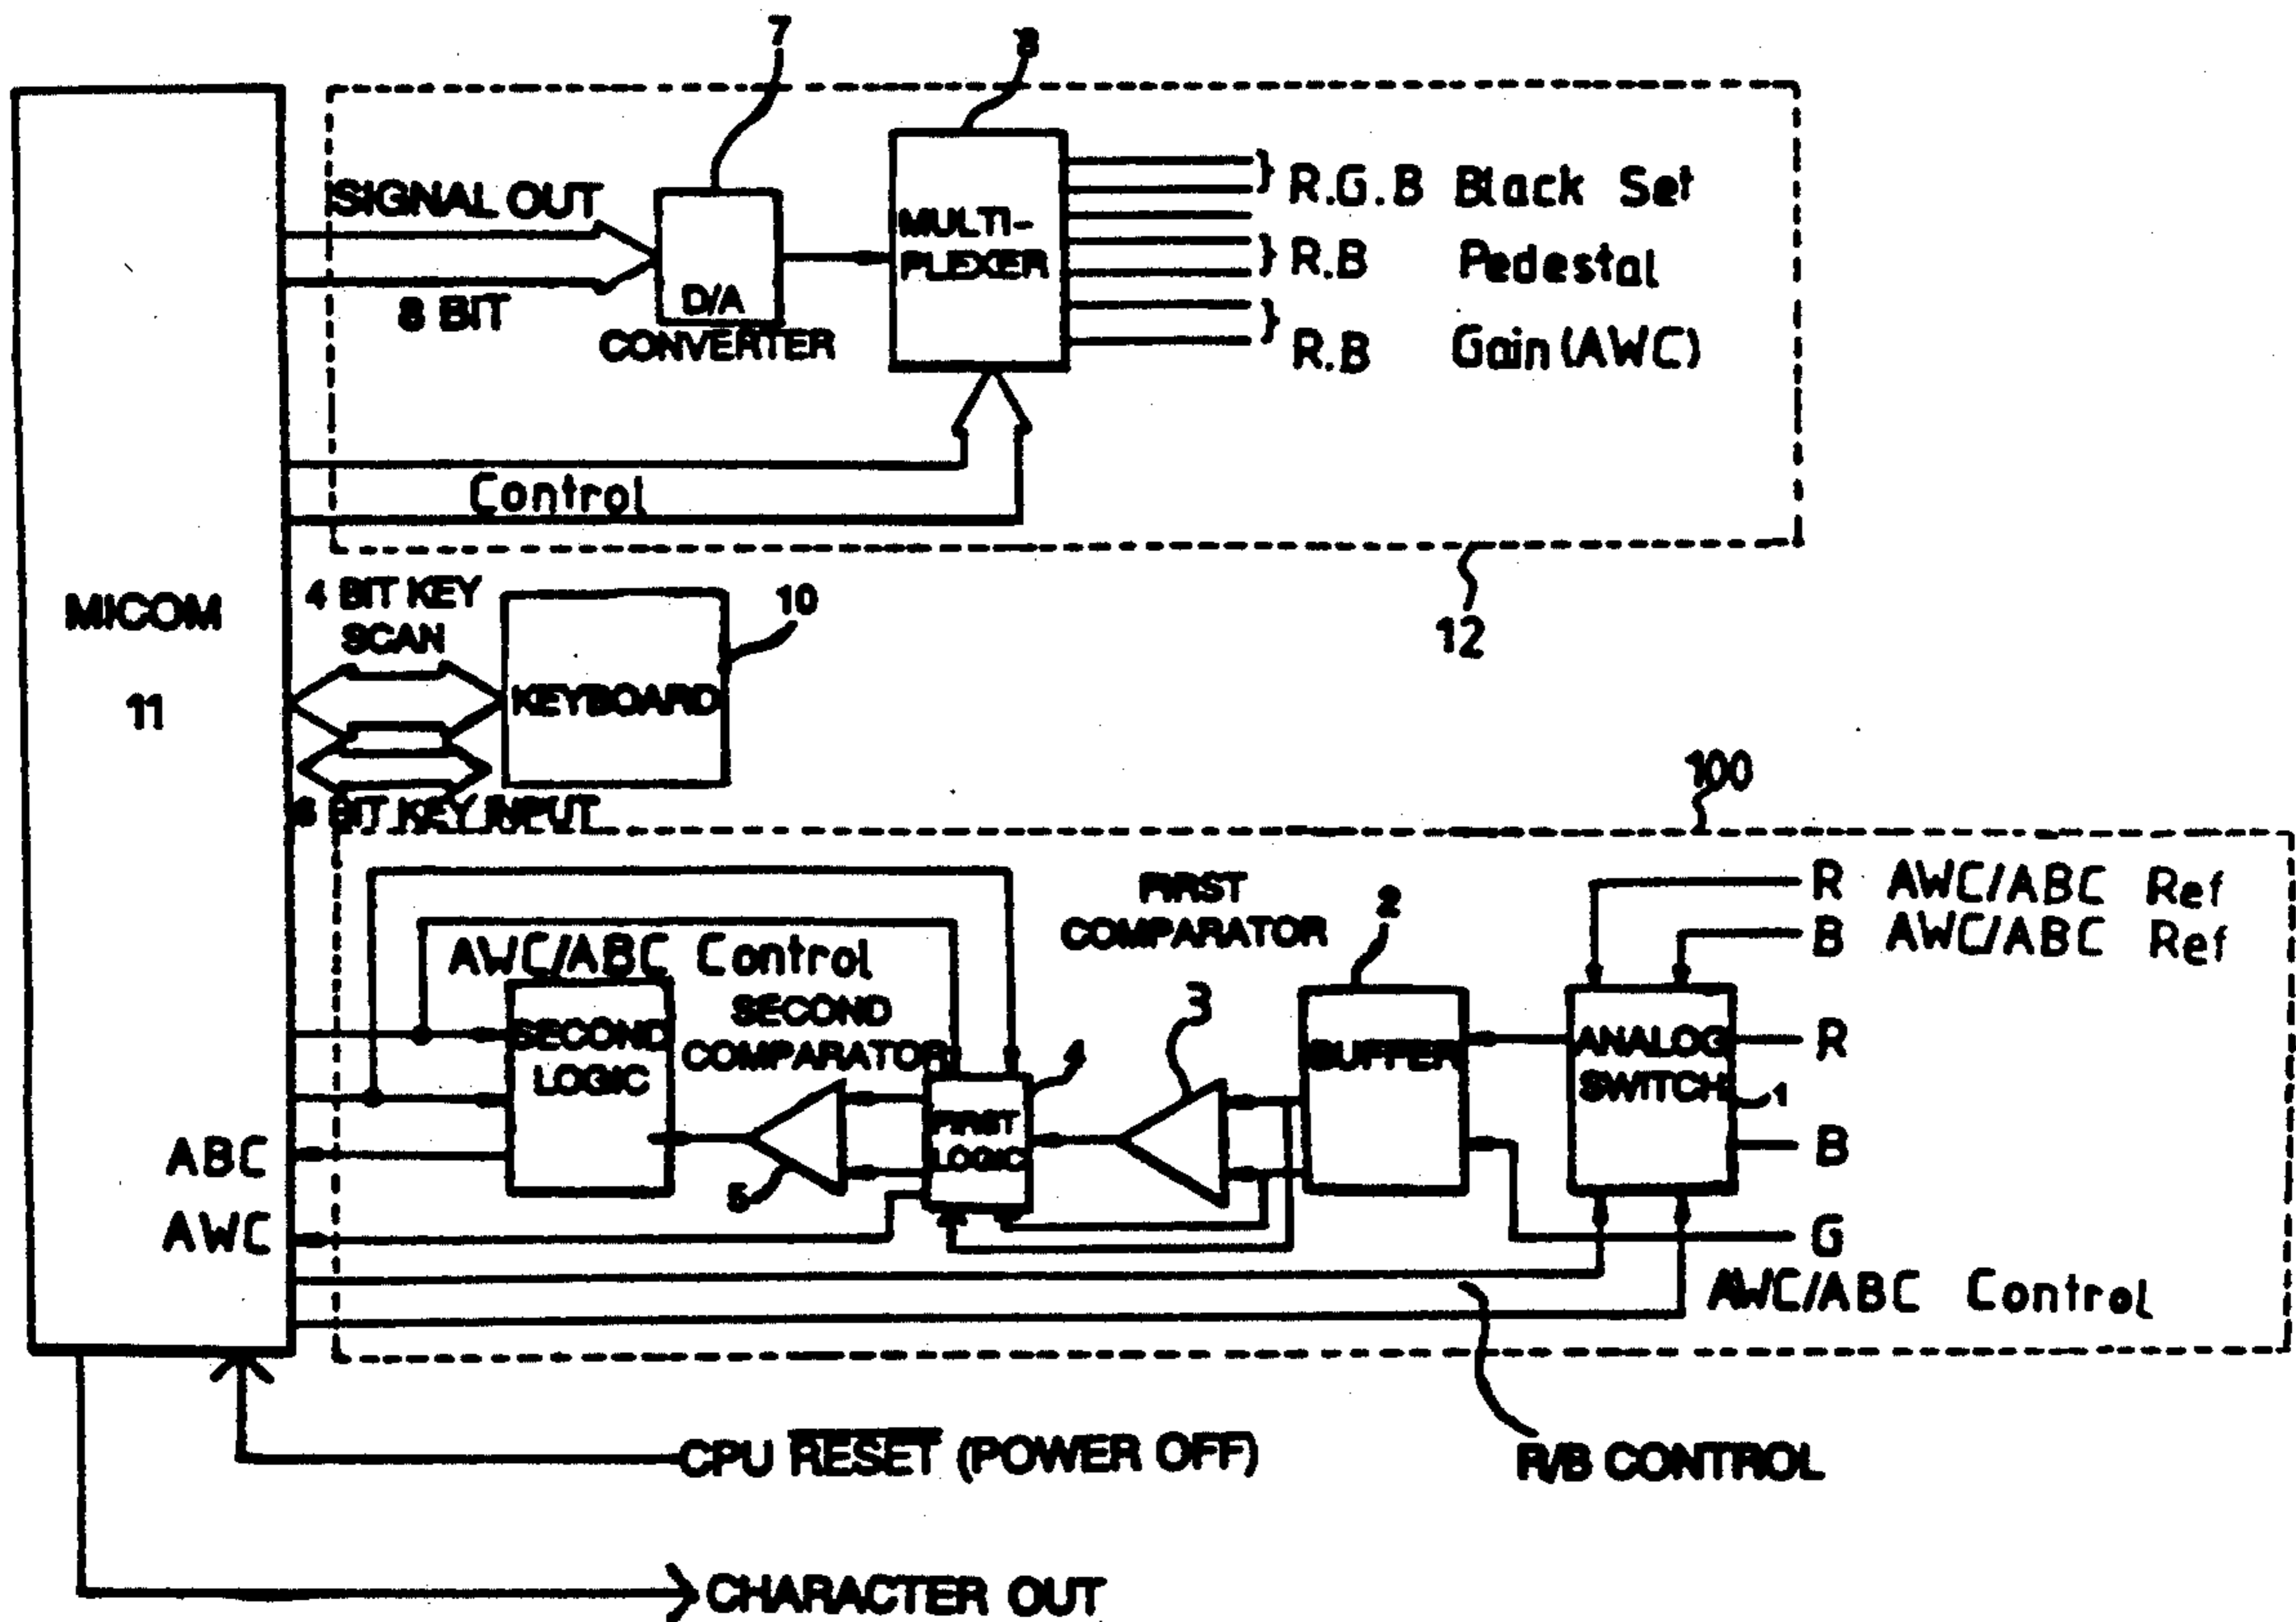 7
8
SIGNAL OUT
8 BIT
D/A
CONVERTER
MULTI-
PLEXER
R.G.B Black Set
R.B Pedestal
R.B Gain(AWC)
Control
12
MICOM
11
4 BIT KEY
SCAN
KEYBOARD
10
BIT KEY INPUT
100
FIRST
COMPARATOR
2
R AWC/ABC Ref
B AWC/ABC Ref
AWC/ABC Control
SECOND
COMPARATOR
SECOND
LOGIC
4
3
FIRST
LOGIC
5
BUFFER
ANALOG
SWITCH
1
R
B
G
ABC
AWC
AWC/ABC Control
CPU RESET (POWER OFF)
R/B CONTROL
CHARACTER OUT